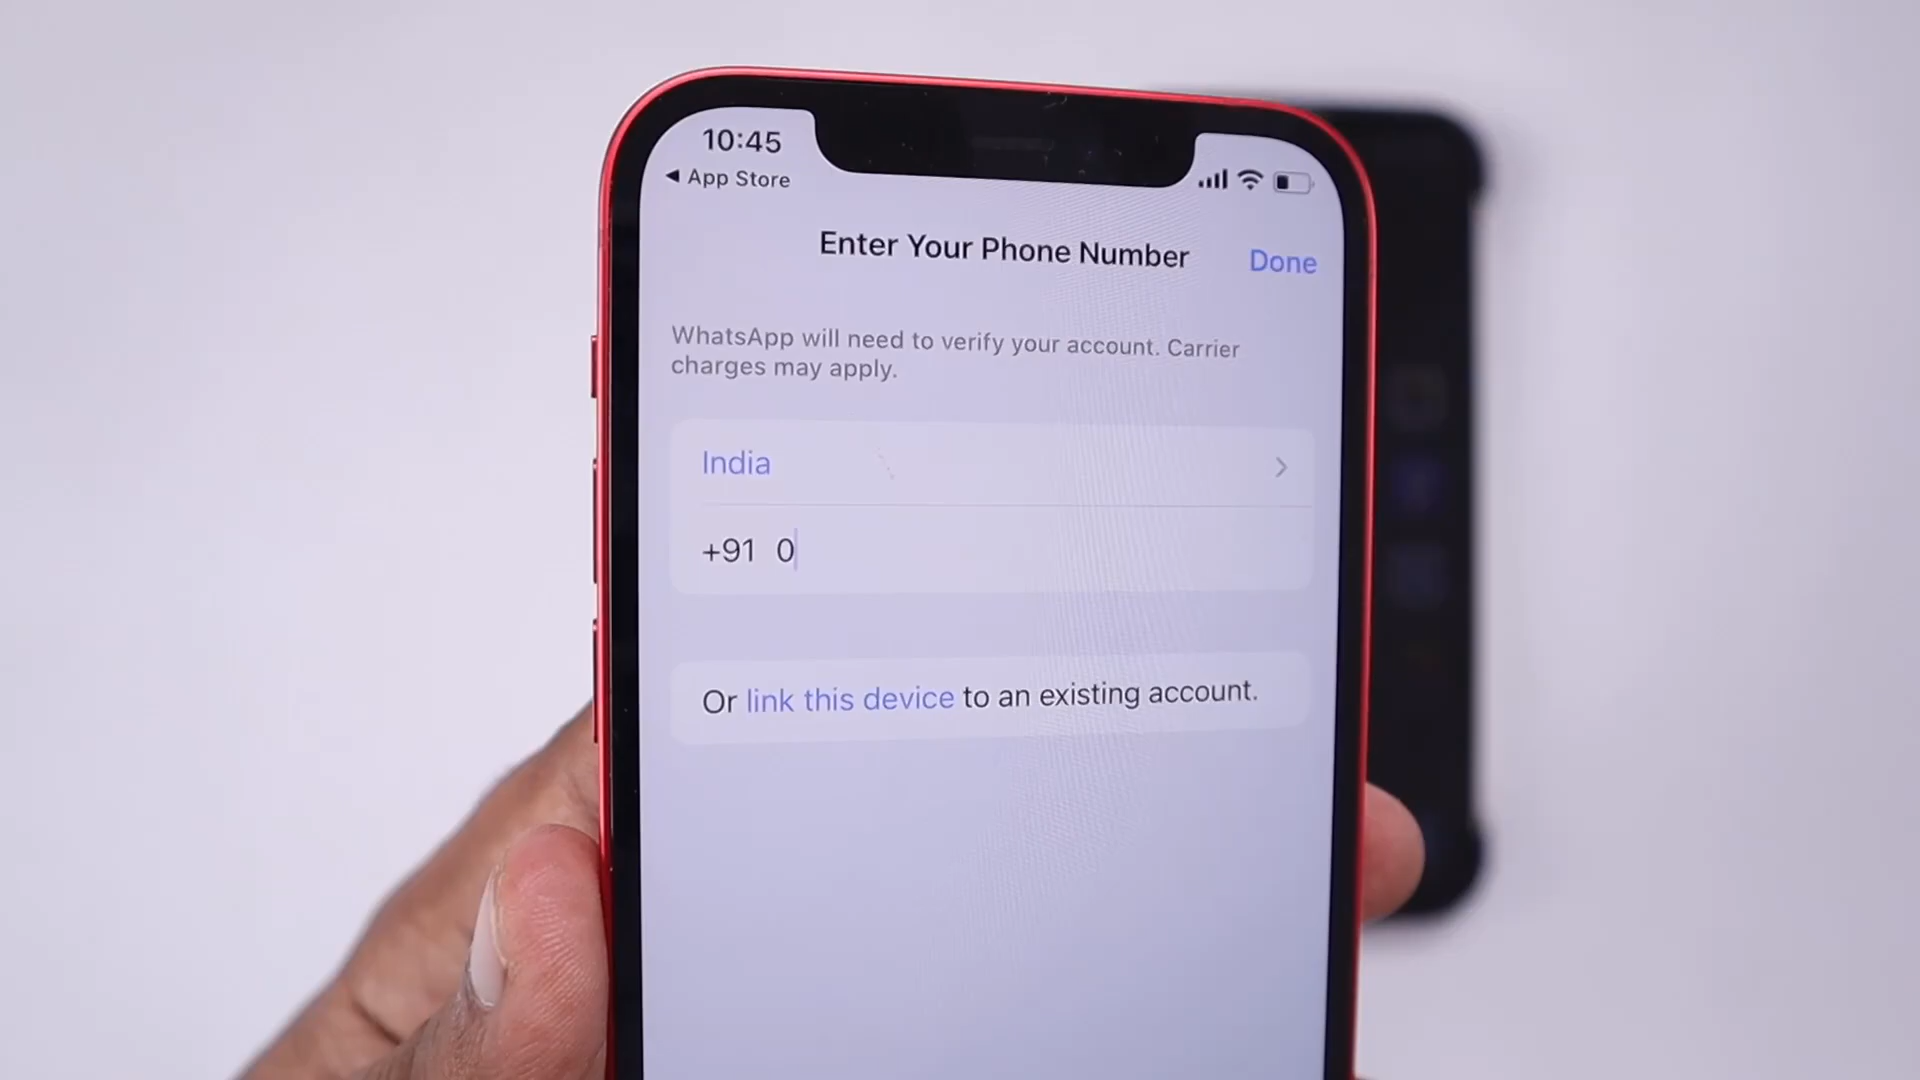 10:45
App Store
Enter Your Phone Number
Done
WhatsApp will need to verify your account. Carrier
charges may apply.
India
+91 0
Or link this device to an existing account.